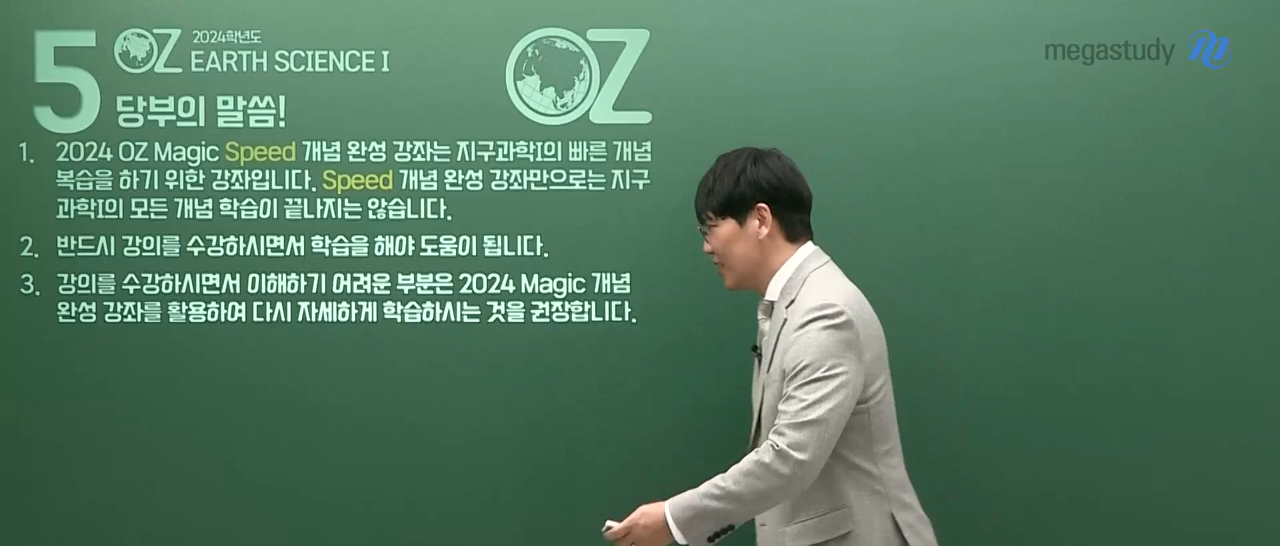 5
OZ
2024학년도
EARTH SCIENCE I
당부의 말씀!
OZ
megastudy
1. 2024 OZ Magic Speed 개념 완성 강좌는 지구과학I의 빠른 개념
복습을 하기 위한 강좌입니다. Speed 개념 완성 강좌만으로는 지구
과학I의 모든 개념 학습이 끝나지는 않습니다.
2. 반드시 강의를 수강하시면서 학습을 해야 도움이 됩니다.
3. 강의를 수강하시면서 이해하기 어려운 부분은 2024 Magic 개념
완성 강좌를 활용하여 다시 자세하게 학습하시는 것을 권장합니다.